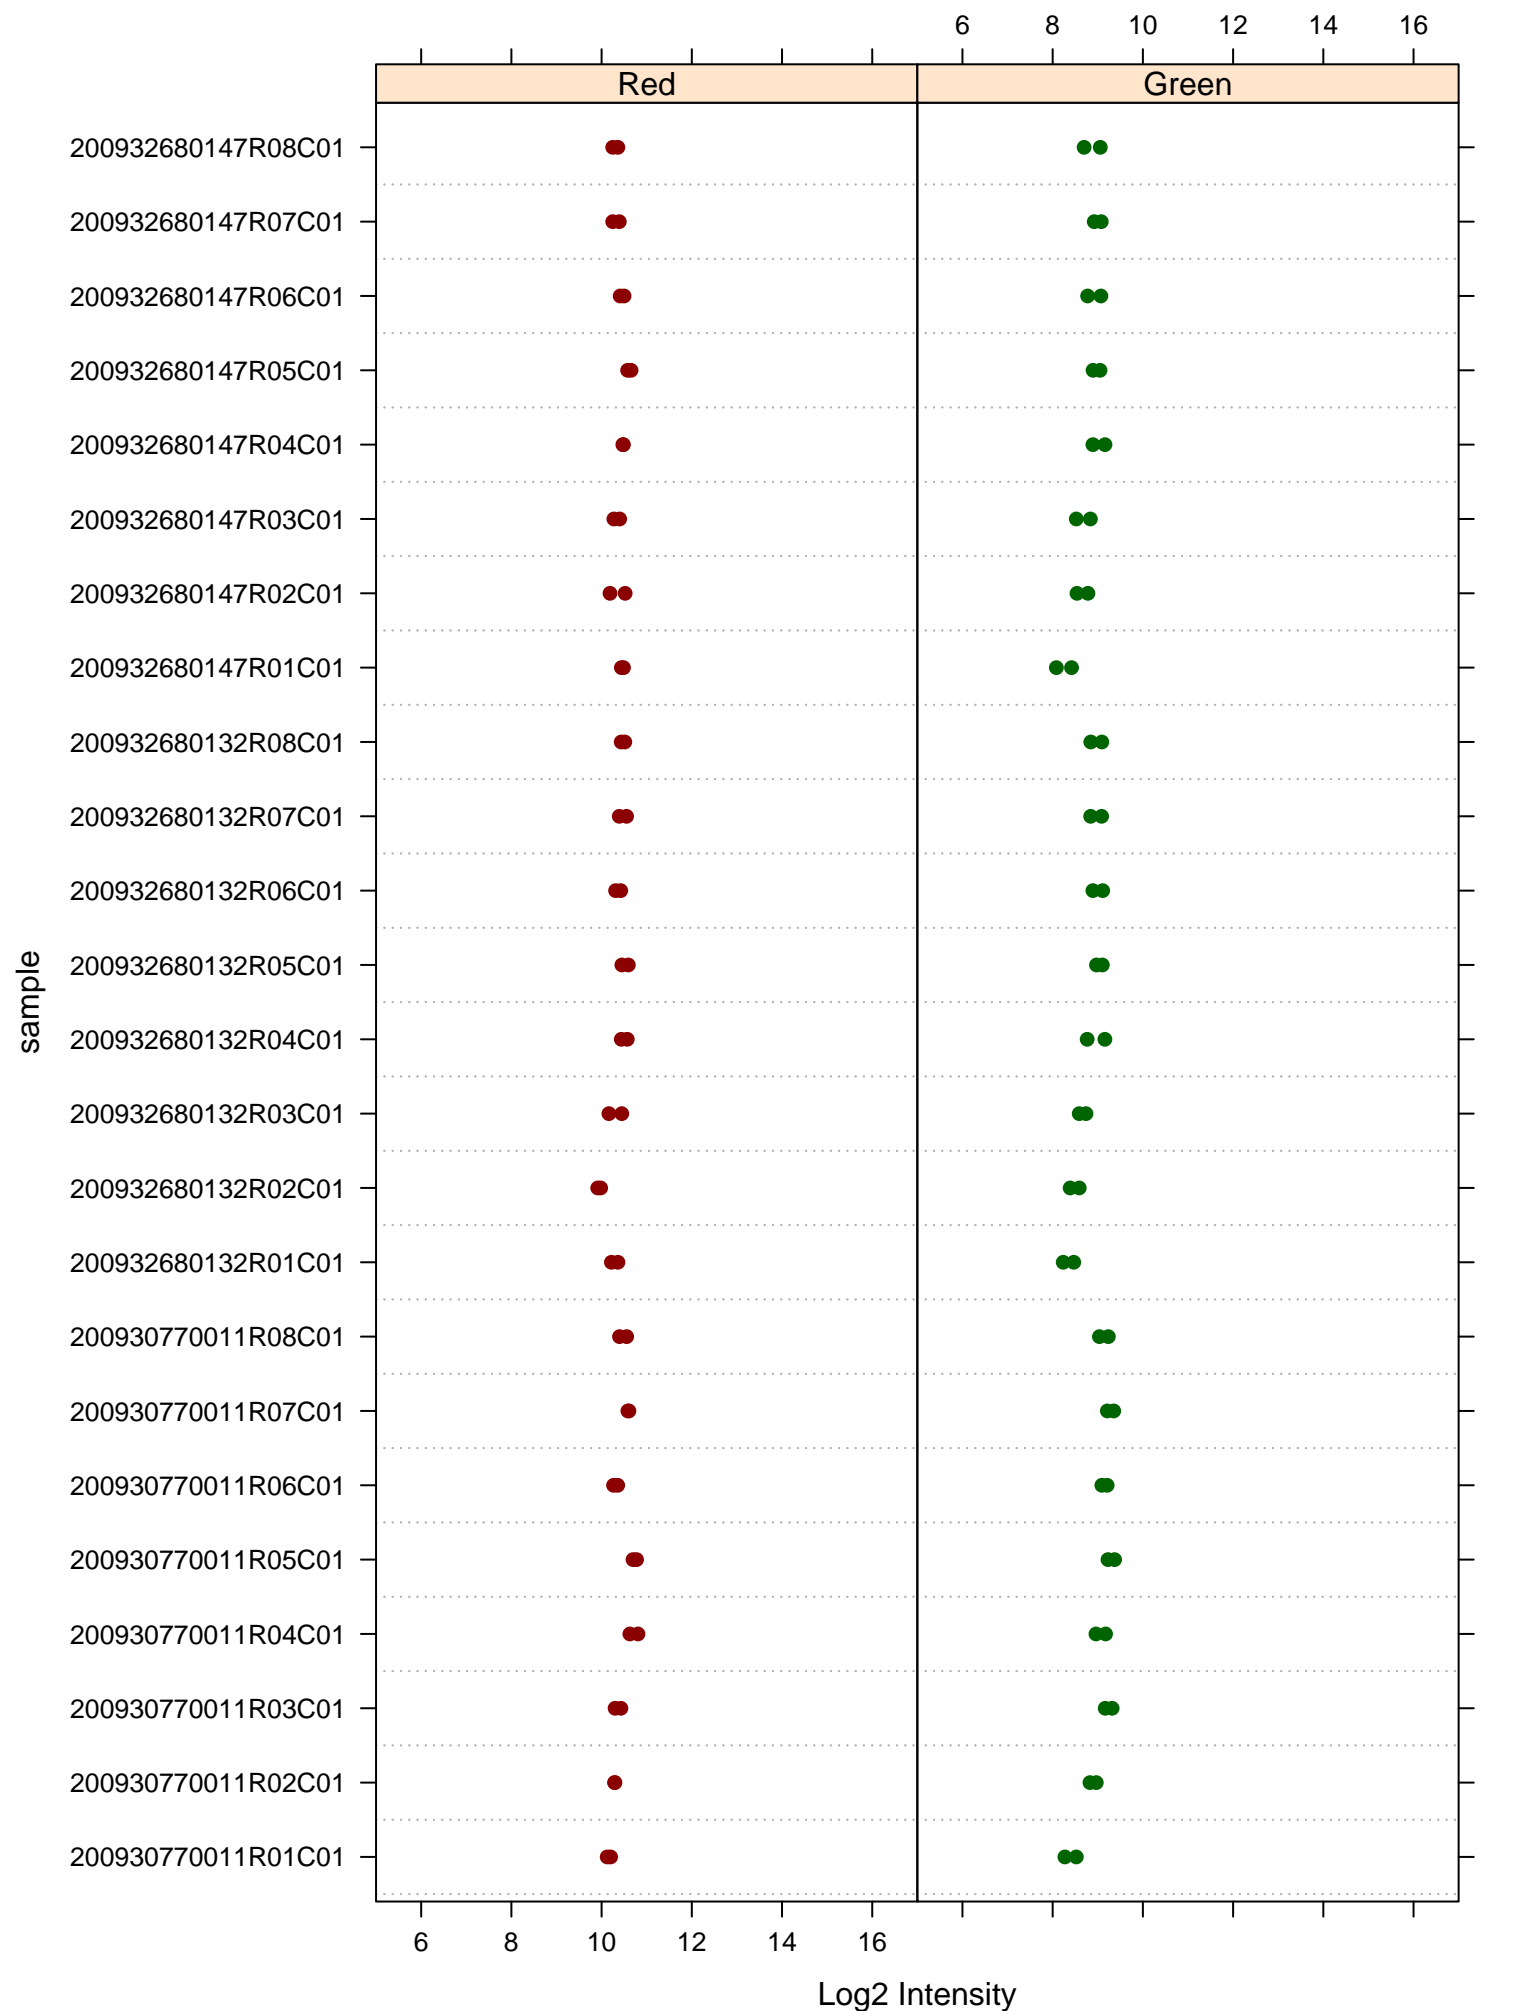 6 8 10 12 14 16
Red Green
200932680147R08C01
200932680147R07C01
200932680147R06C01
200932680147R05C01
200932680147R04C01
200932680147R03C01
200932680147R02C01
200932680147R01C01
200932680132R08C01
200932680132R07C01
200932680132R06C01
200932680132R05C01
200932680132R04C01
200932680132R03C01
200932680132R02C01
200932680132R01C01
200930770011R08C01
200930770011R07C01
200930770011R06C01
200930770011R05C01
200930770011R04C01
200930770011R03C01
200930770011R02C01
200930770011R01C01
sample
6 8 10 12 14 16
Log2 Intensity